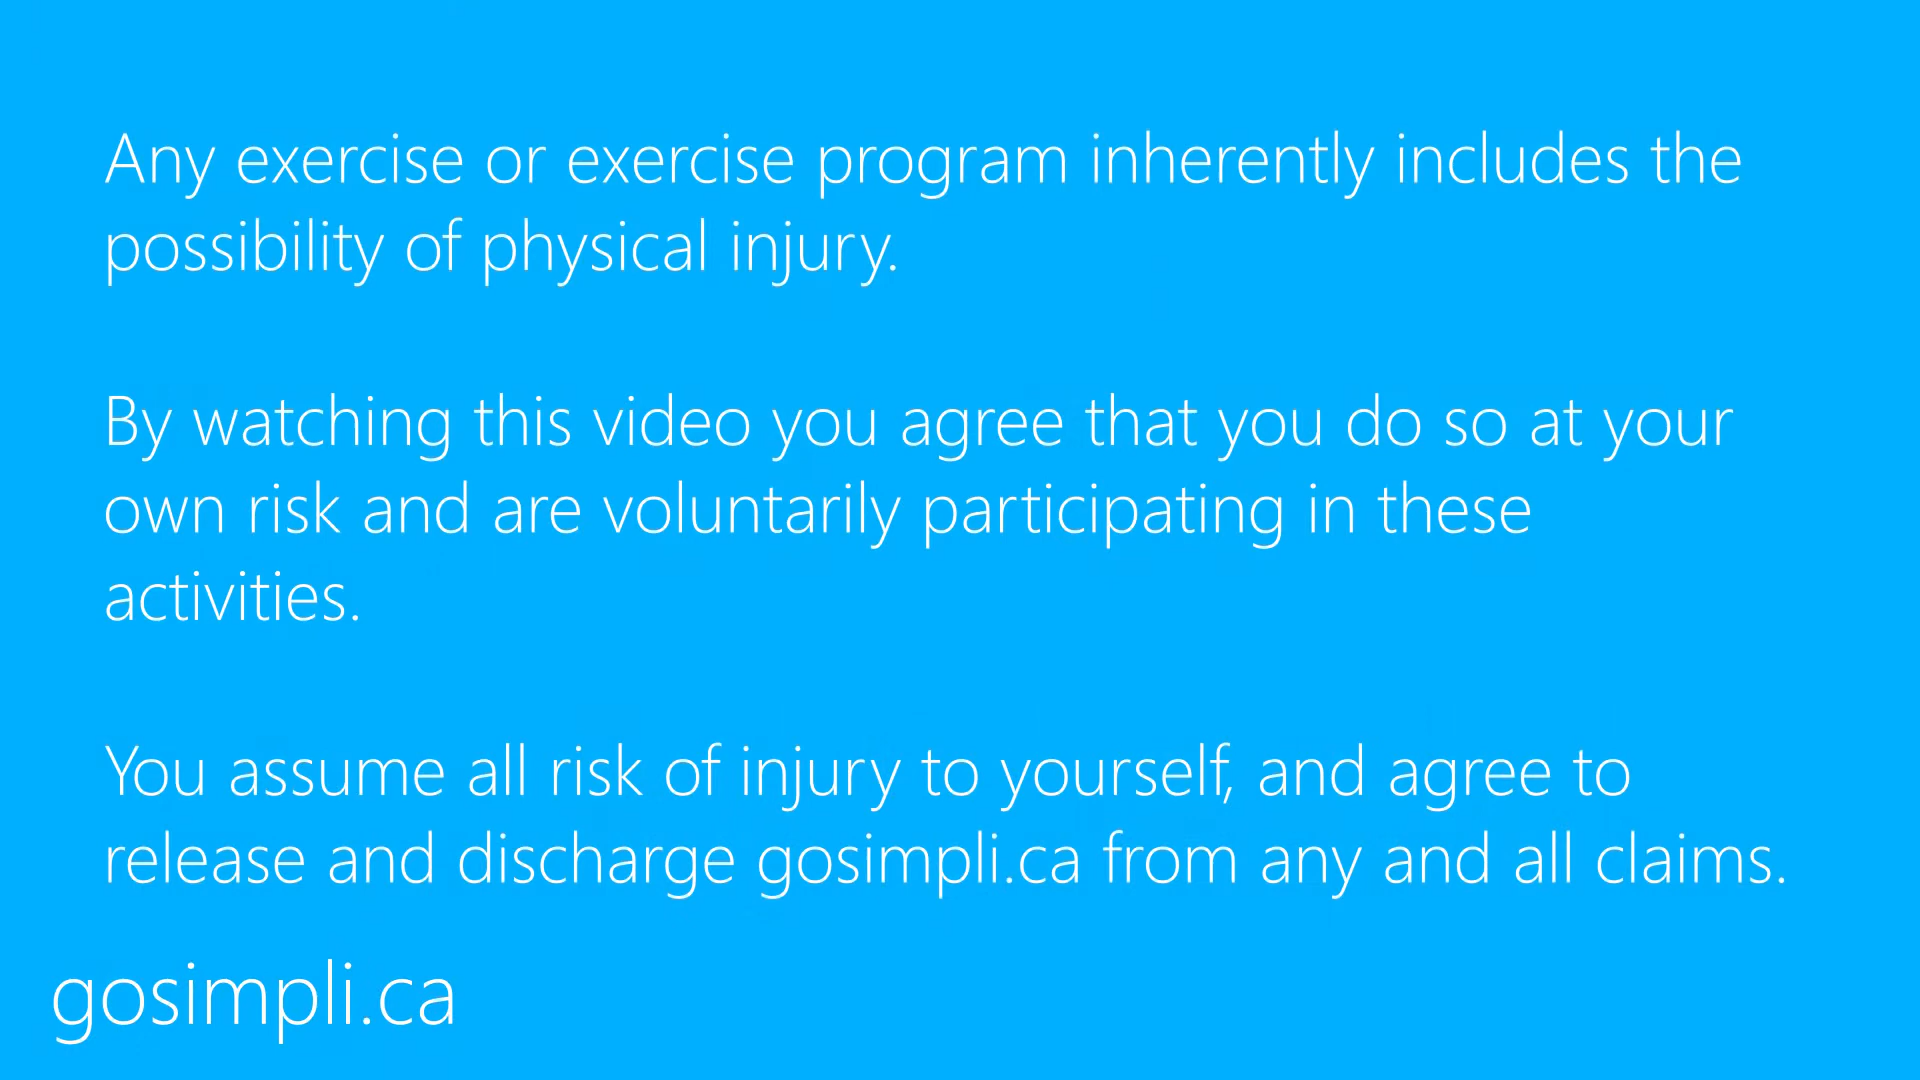 Any exercise or exercise program inherently includes the
possibility of physical injury.
By watching this video you agree that you do so at your
own risk and are voluntarily participating in these
activities.
You assume all risk of injury to yourself, and agree to
release and discharge gosimpli.ca from any and all claims.
gosimpli.ca